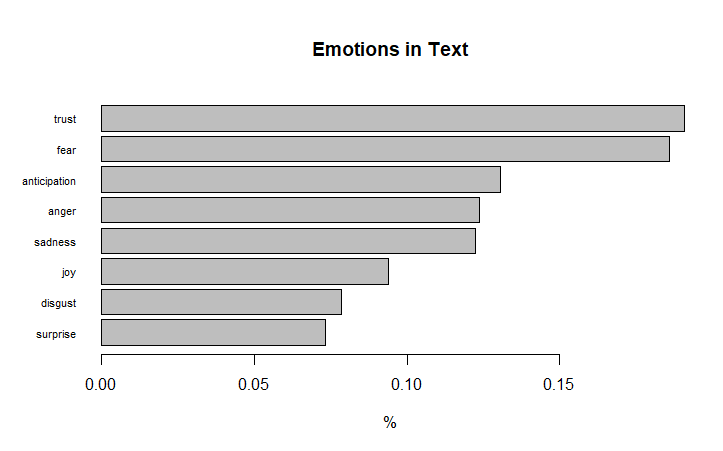 Emotions in Text
trust
fear
anticipation
anger
sadness
joy
disgust
surprise
0.00 0.05 0.10 0.15
%